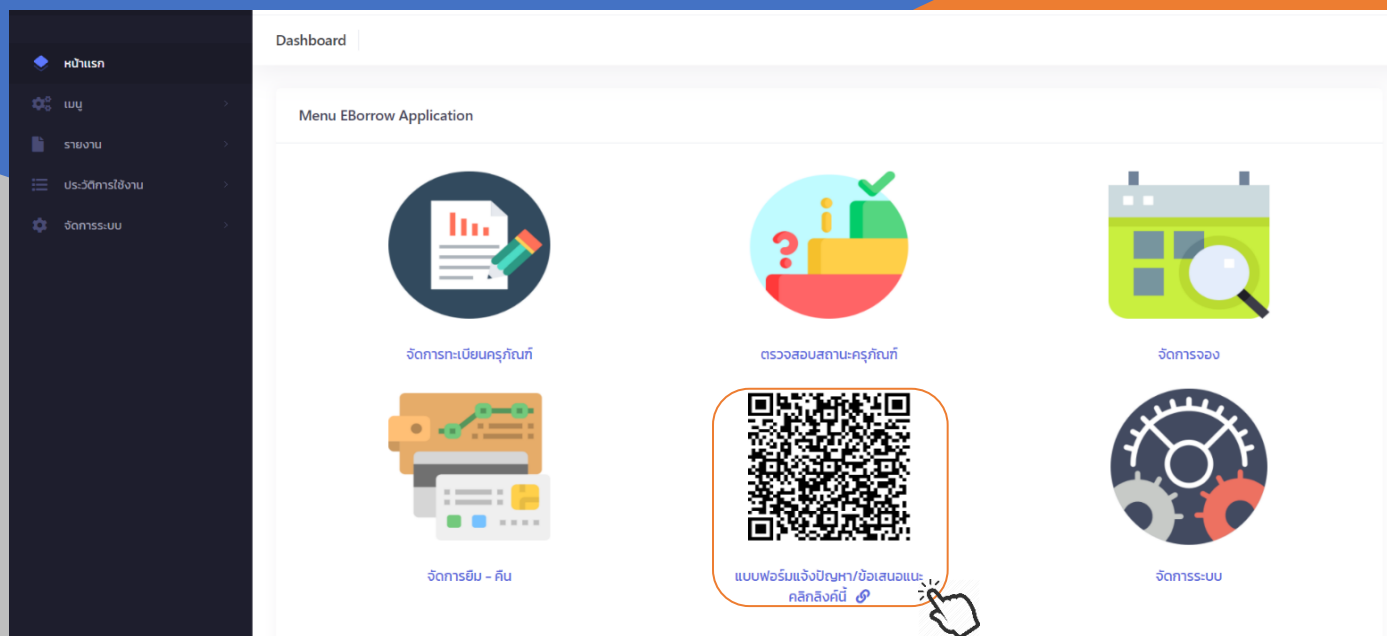 Dashboard
หน้าแรก
เมนู
รายงาน
ประวัติการใช้งาน
จัดการระบบ
Menu EBorrow Application
จัดการทะเบียนครุภัณฑ์
ตรวจสอบสถานะครุภัณฑ์
จัดการจอง
จัดการยืม - คืน
แบบฟอร์มแจ้งปัญหา/ข้อเสนอแนะ
คลิกลิงค์นี้
จัดการระบบ